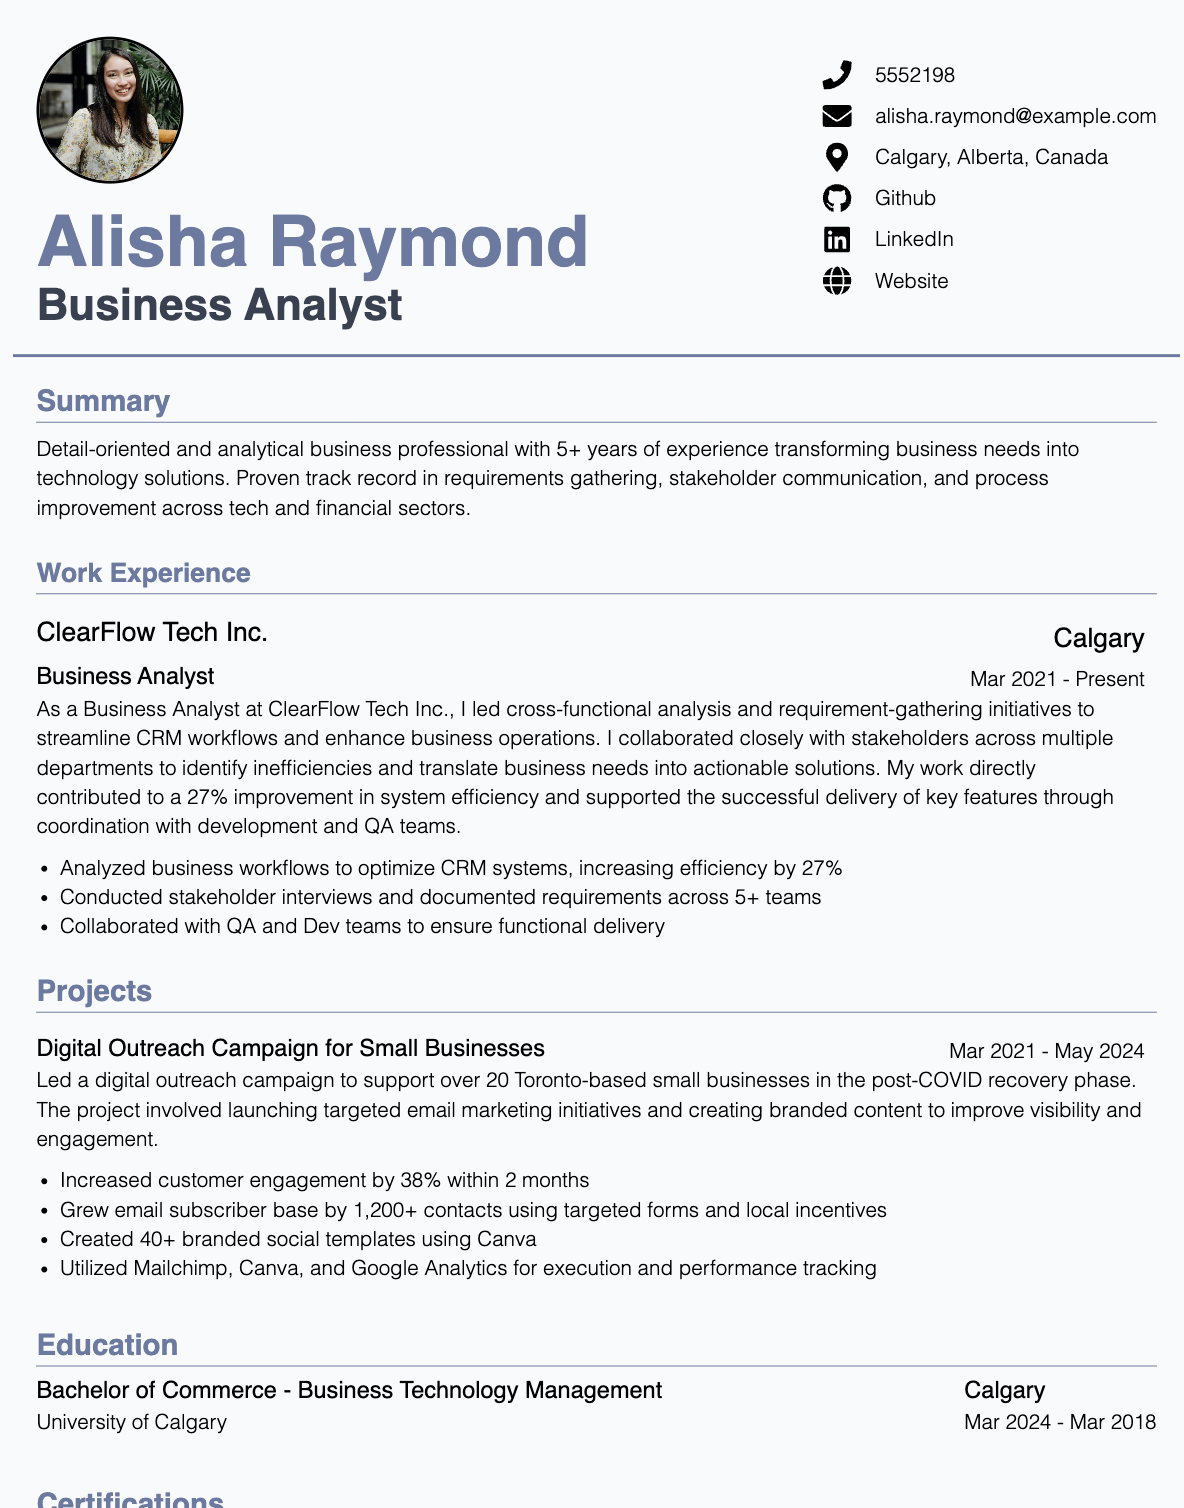 5552198
alisha.raymond@example.com
Calgary, Alberta, Canada
Github
LinkedIn
Website
Alisha Raymond
Business Analyst
Summary
Detail-oriented and analytical business professional with 5+ years of experience transforming business needs into
technology solutions. Proven track record in requirements gathering, stakeholder communication, and process
improvement across tech and financial sectors.
Work Experience
ClearFlow Tech Inc.
Calgary
Business Analyst
Mar 2021 - Present
As a Business Analyst at ClearFlow Tech Inc., I led cross-functional analysis and requirement-gathering initiatives to
streamline CRM workflows and enhance business operations. I collaborated closely with stakeholders across multiple
departments to identify inefficiencies and translate business needs into actionable solutions. My work directly
contributed to a 27% improvement in system efficiency and supported the successful delivery of key features through
coordination with development and QA teams.
• Analyzed business workflows to optimize CRM systems, increasing efficiency by 27%
• Conducted stakeholder interviews and documented requirements across 5+ teams
• Collaborated with QA and Dev teams to ensure functional delivery
Projects
Digital Outreach Campaign for Small Businesses
Mar 2021 - May 2024
Led a digital outreach campaign to support over 20 Toronto-based small businesses in the post-COVID recovery phase.
The project involved launching targeted email marketing initiatives and creating branded content to improve visibility and
engagement.
• Increased customer engagement by 38% within 2 months
• Grew email subscriber base by 1,200+ contacts using targeted forms and local incentives
• Created 40+ branded social templates using Canva
• Utilized Mailchimp, Canva, and Google Analytics for execution and performance tracking
Education
Bachelor of Commerce - Business Technology Management
Calgary
University of Calgary
Mar 2024 - Mar 2018
Certifications